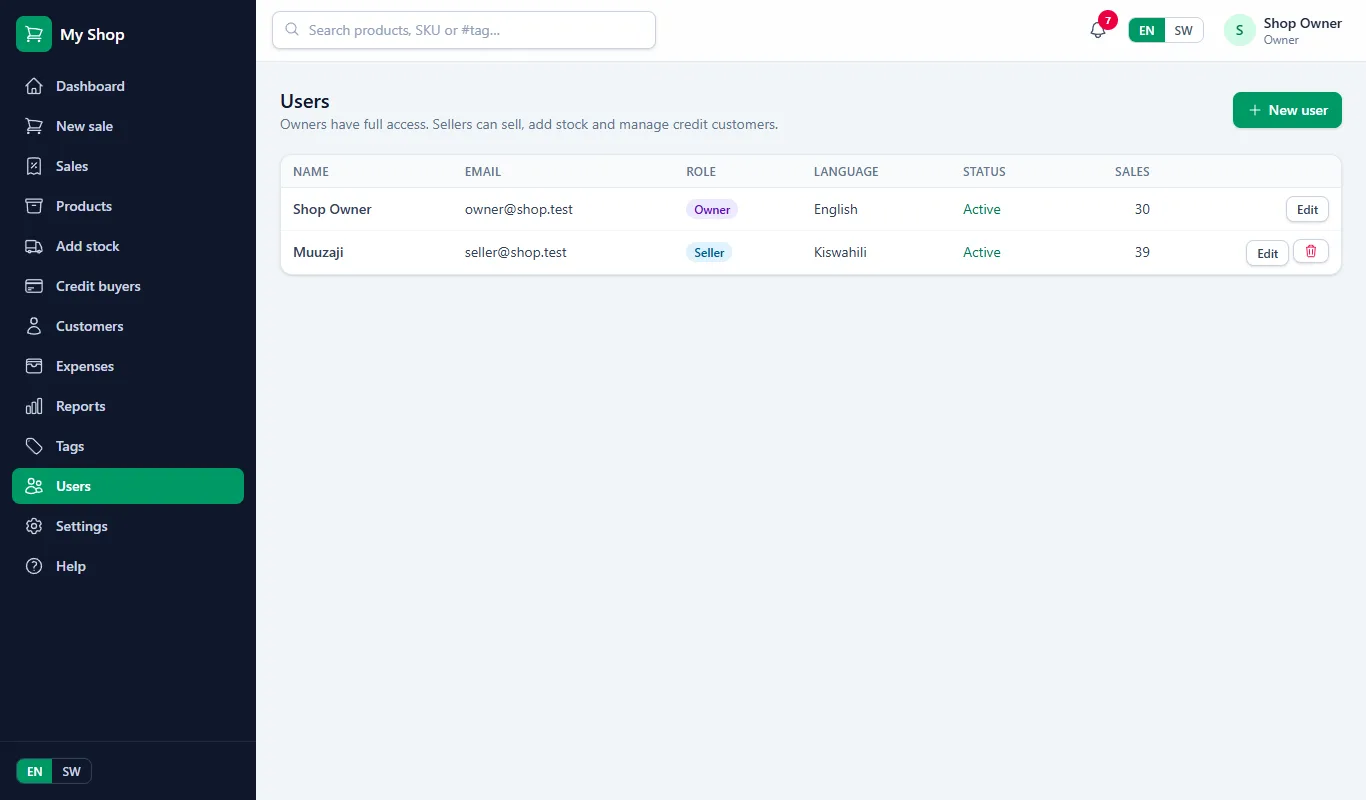 My Shop
Dashboard
New sale
Sales
Products
Add stock
Credit buyers
Customers
Expenses
Reports
Tags
Users
Settings
Help
EN SW
Search products, SKU or #tag...
7
EN SW
S
Shop Owner
Owner
Users
Owners have full access. Sellers can sell, add stock and manage credit customers.
+ New user
NAME EMAIL ROLE LANGUAGE STATUS SALES
Shop Owner owner@shop.test Owner English Active 30 Edit
Muuzaji seller@shop.test Seller Kiswahili Active 39 Edit